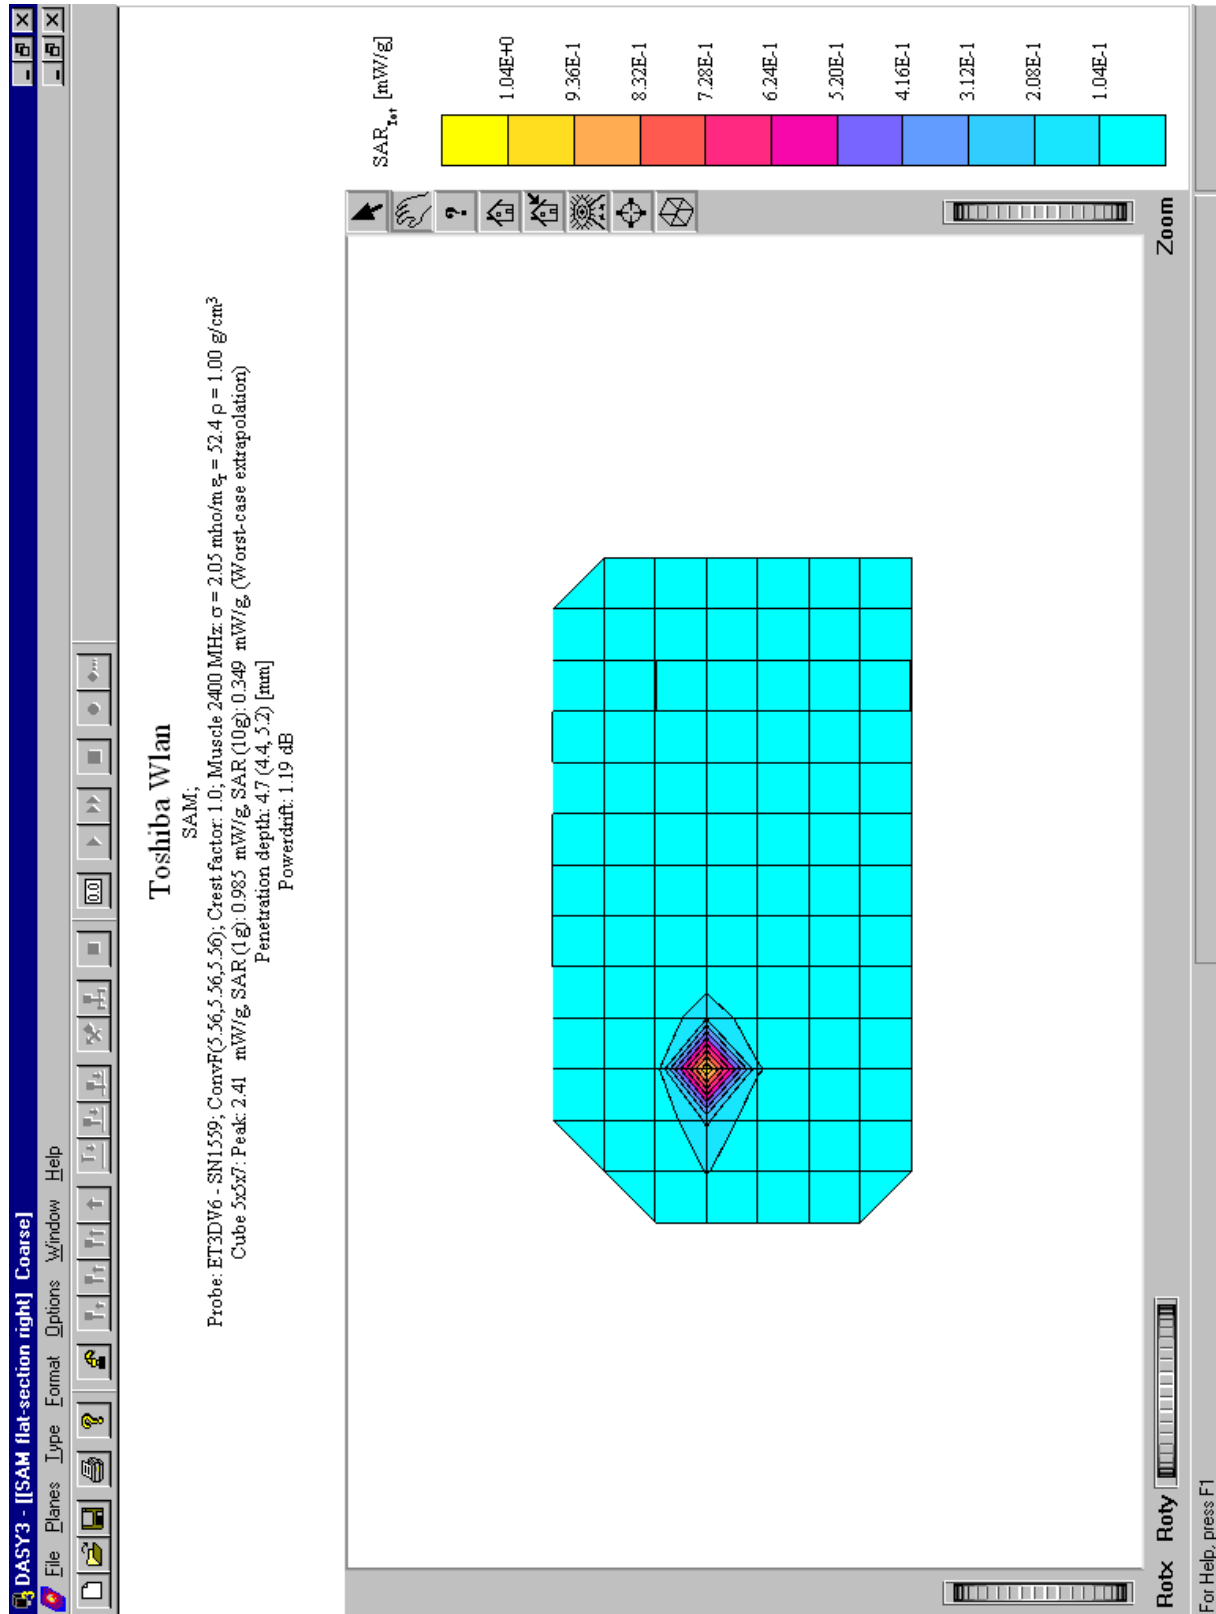 DASY3 - [[SAM flat-section right]  Coarse]
File Planes Type Format Options Window Help
0.0
Toshiba Wlan
SAM;
Probe: ET3DV6 - SN1559; ConvF(5.56,5.56,5.56); Crest factor: 1.0; Muscle 2400 MHz: σ = 2.05 mho/m εr = 52.4 ρ = 1.00 g/cm³
Cube 5x5x7: Peak: 2.41 mW/g, SAR (1g): 0.985 mW/g, SAR (10g): 0.349 mW/g, (Worst-case extrapolation)
Penetration depth: 4.7 (4.4, 5.2) [mm]
Powerdrift: 1.19 dB
SARTot [mW/g]
1.04E+0
9.36E-1
8.32E-1
7.28E-1
6.24E-1
5.20E-1
4.16E-1
3.12E-1
2.08E-1
1.04E-1
Rotx Roty
Zoom
For Help, press F1